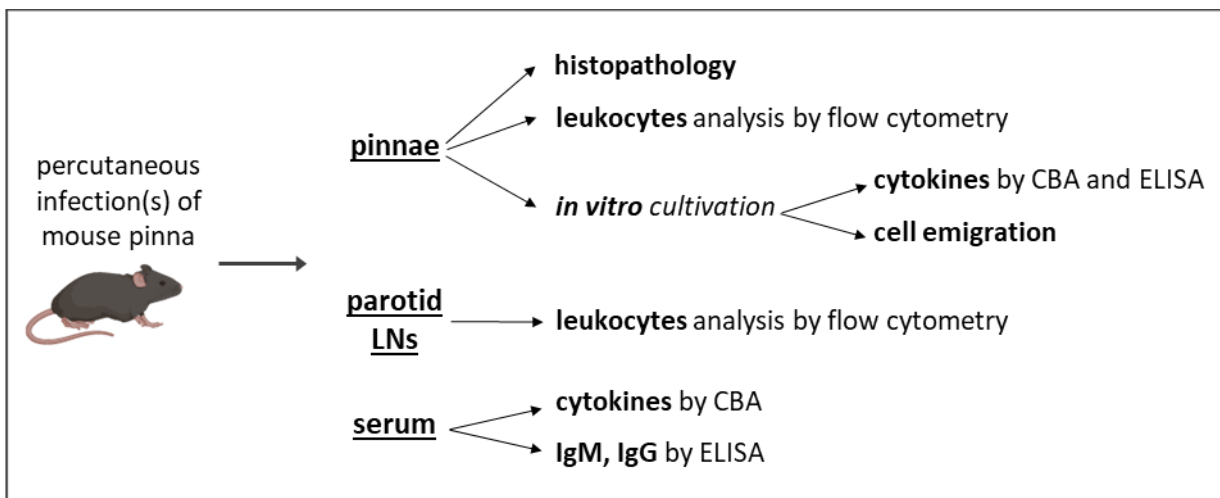 percutaneous
infection(s) of
mouse pinna
pinnae
histopathology
leukocytes analysis by flow cytometry
in vitro cultivation
cytokines by CBA and ELISA
cell emigration
parotid
LNs
leukocytes analysis by flow cytometry
serum
cytokines by CBA
IgM, IgG by ELISA